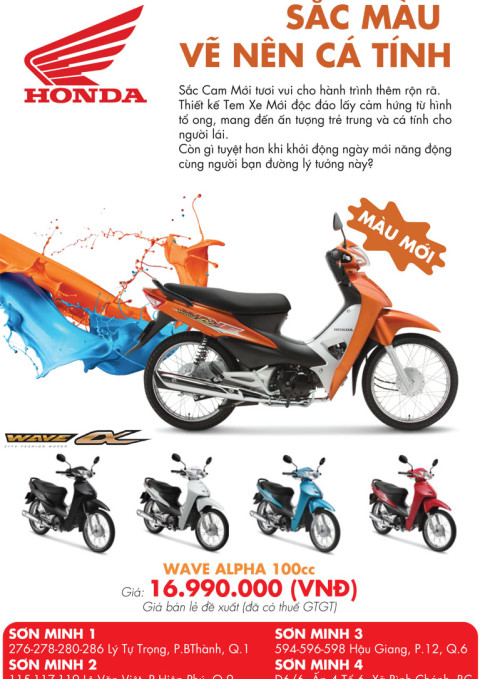 SẮC MÀU
VẼ NÊN CÁ TÍNH
HONDA
Sắc Cam Mới tươi vui cho hành trình thêm rộn rã.
Thiết kế Tem Xe Mới độc đáo lấy cảm hứng từ hình
tổ ong, mang đến ấn tượng trẻ trung và cá tính cho
người lái.
Còn gì tuyệt hơn khi khởi động ngày mới năng động
cùng người bạn đường lý tưởng này?
MÀU MỚI
WAVE α
WAVE ALPHA 100cc
Giá: 16.990.000 (VNĐ)
Giá bán lẻ đề xuất (đã có thuế GTGT)
SƠN MINH 1
276-278-280-286 Lý Tự Trọng, P.BThành, Q.1
SƠN MINH 2
SƠN MINH 3
594-596-598 Hậu Giang, P.12, Q.6
SƠN MINH 4